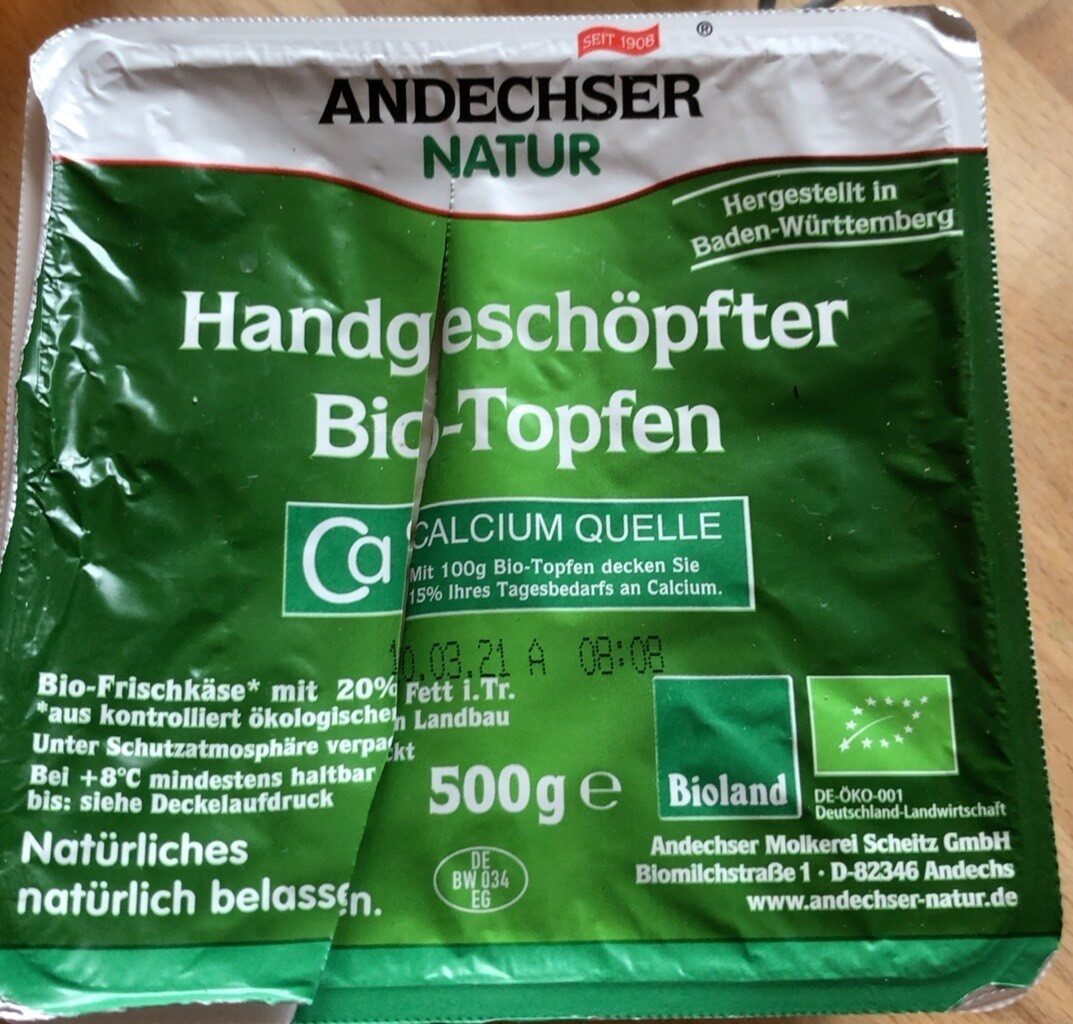 SEIT 1908
®
ANDECHSER
NATUR
Hergestellt in
Baden-Württemberg
Handgeschöpfter
Bio-Topfen
Ca
CALCIUM QUELLE
Mit 100g Bio-Topfen decken Sie
15% Ihres Tagesbedarfs an Calcium.
10.03.21 A 08:08
Bio-Frischkäse* mit 20% Fett i.Tr.
*aus kontrolliert ökologischen Landbau
Unter Schutzatmosphäre verpackt
Bei +8°C mindestens haltbar
bis: siehe Deckelaufdruck
500g e
Bioland
DE-ÖKO-001
Deutschland-Landwirtschaft
Natürliches
natürlich belassen.
DE
BW 034
EG
Andechser Molkerei Scheitz GmbH
Biomilchstraße 1 · D-82346 Andechs
www.andechser-natur.de